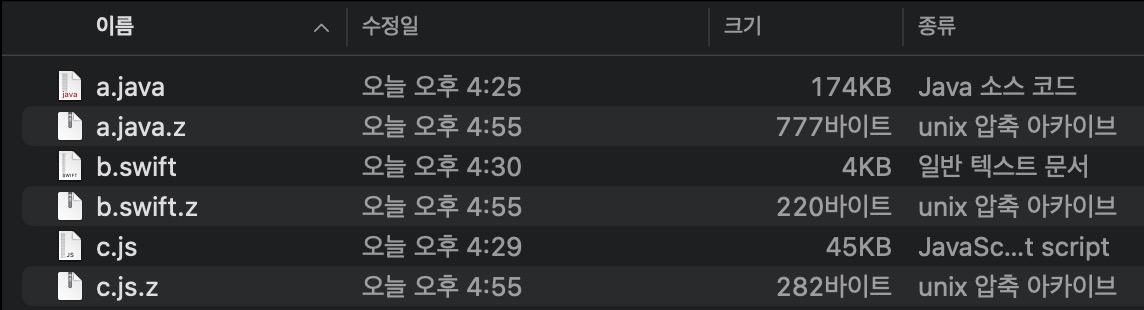 이름 수정일 크기 종류
a.java 오늘 오후 4:25 174KB Java 소스 코드
a.java.z 오늘 오후 4:55 777바이트 unix 압축 아카이브
b.swift 오늘 오후 4:30 4KB 일반 텍스트 문서
b.swift.z 오늘 오후 4:55 220바이트 unix 압축 아카이브
c.js 오늘 오후 4:29 45KB JavaSc...t script
c.js.z 오늘 오후 4:55 282바이트 unix 압축 아카이브